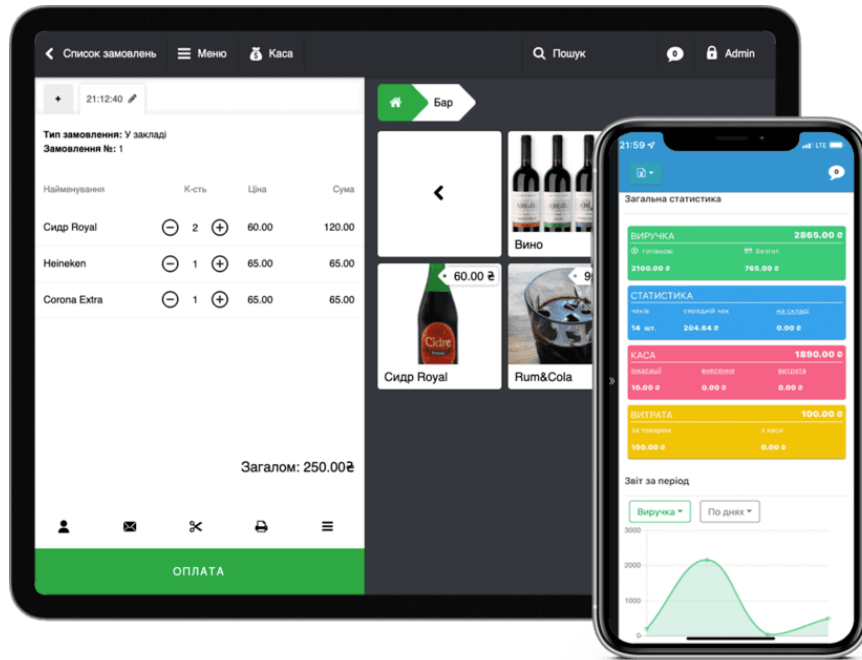 Список замовлень
Меню
Каса
Пошук
0
Admin
+
21:12:40
Тип замовлення: У закладі
Замовлення №: 1
Найменування К-сть Ціна Сума
Сидр Royal 2 60.00 120.00
Heineken 1 65.00 65.00
Corona Extra 1 65.00 65.00
Загалом: 250.00₴
ОПЛАТА
Бар
Вино
60.00 ₴
Cidre
Сидр Royal
Rum&Cola
21:59
LTE
0
Загальна статистика
ВИРУЧКА 2865.00 ₴
готівкові безгот.
2100.00 ₴ 765.00 ₴
СТАТИСТИКА
чеків середній чек на складі
14 шт. 204.64 ₴ 0.00 ₴
КАСА 1890.00 ₴
інкасації внесення витрата
10.00 ₴ 0.00 ₴ 0.00 ₴
ВИТРАТА 100.00 ₴
за товаром з каси
100.00 ₴ 0.00 ₴
Звіт за період
Виручка
По днях
3000
2000
1000
0